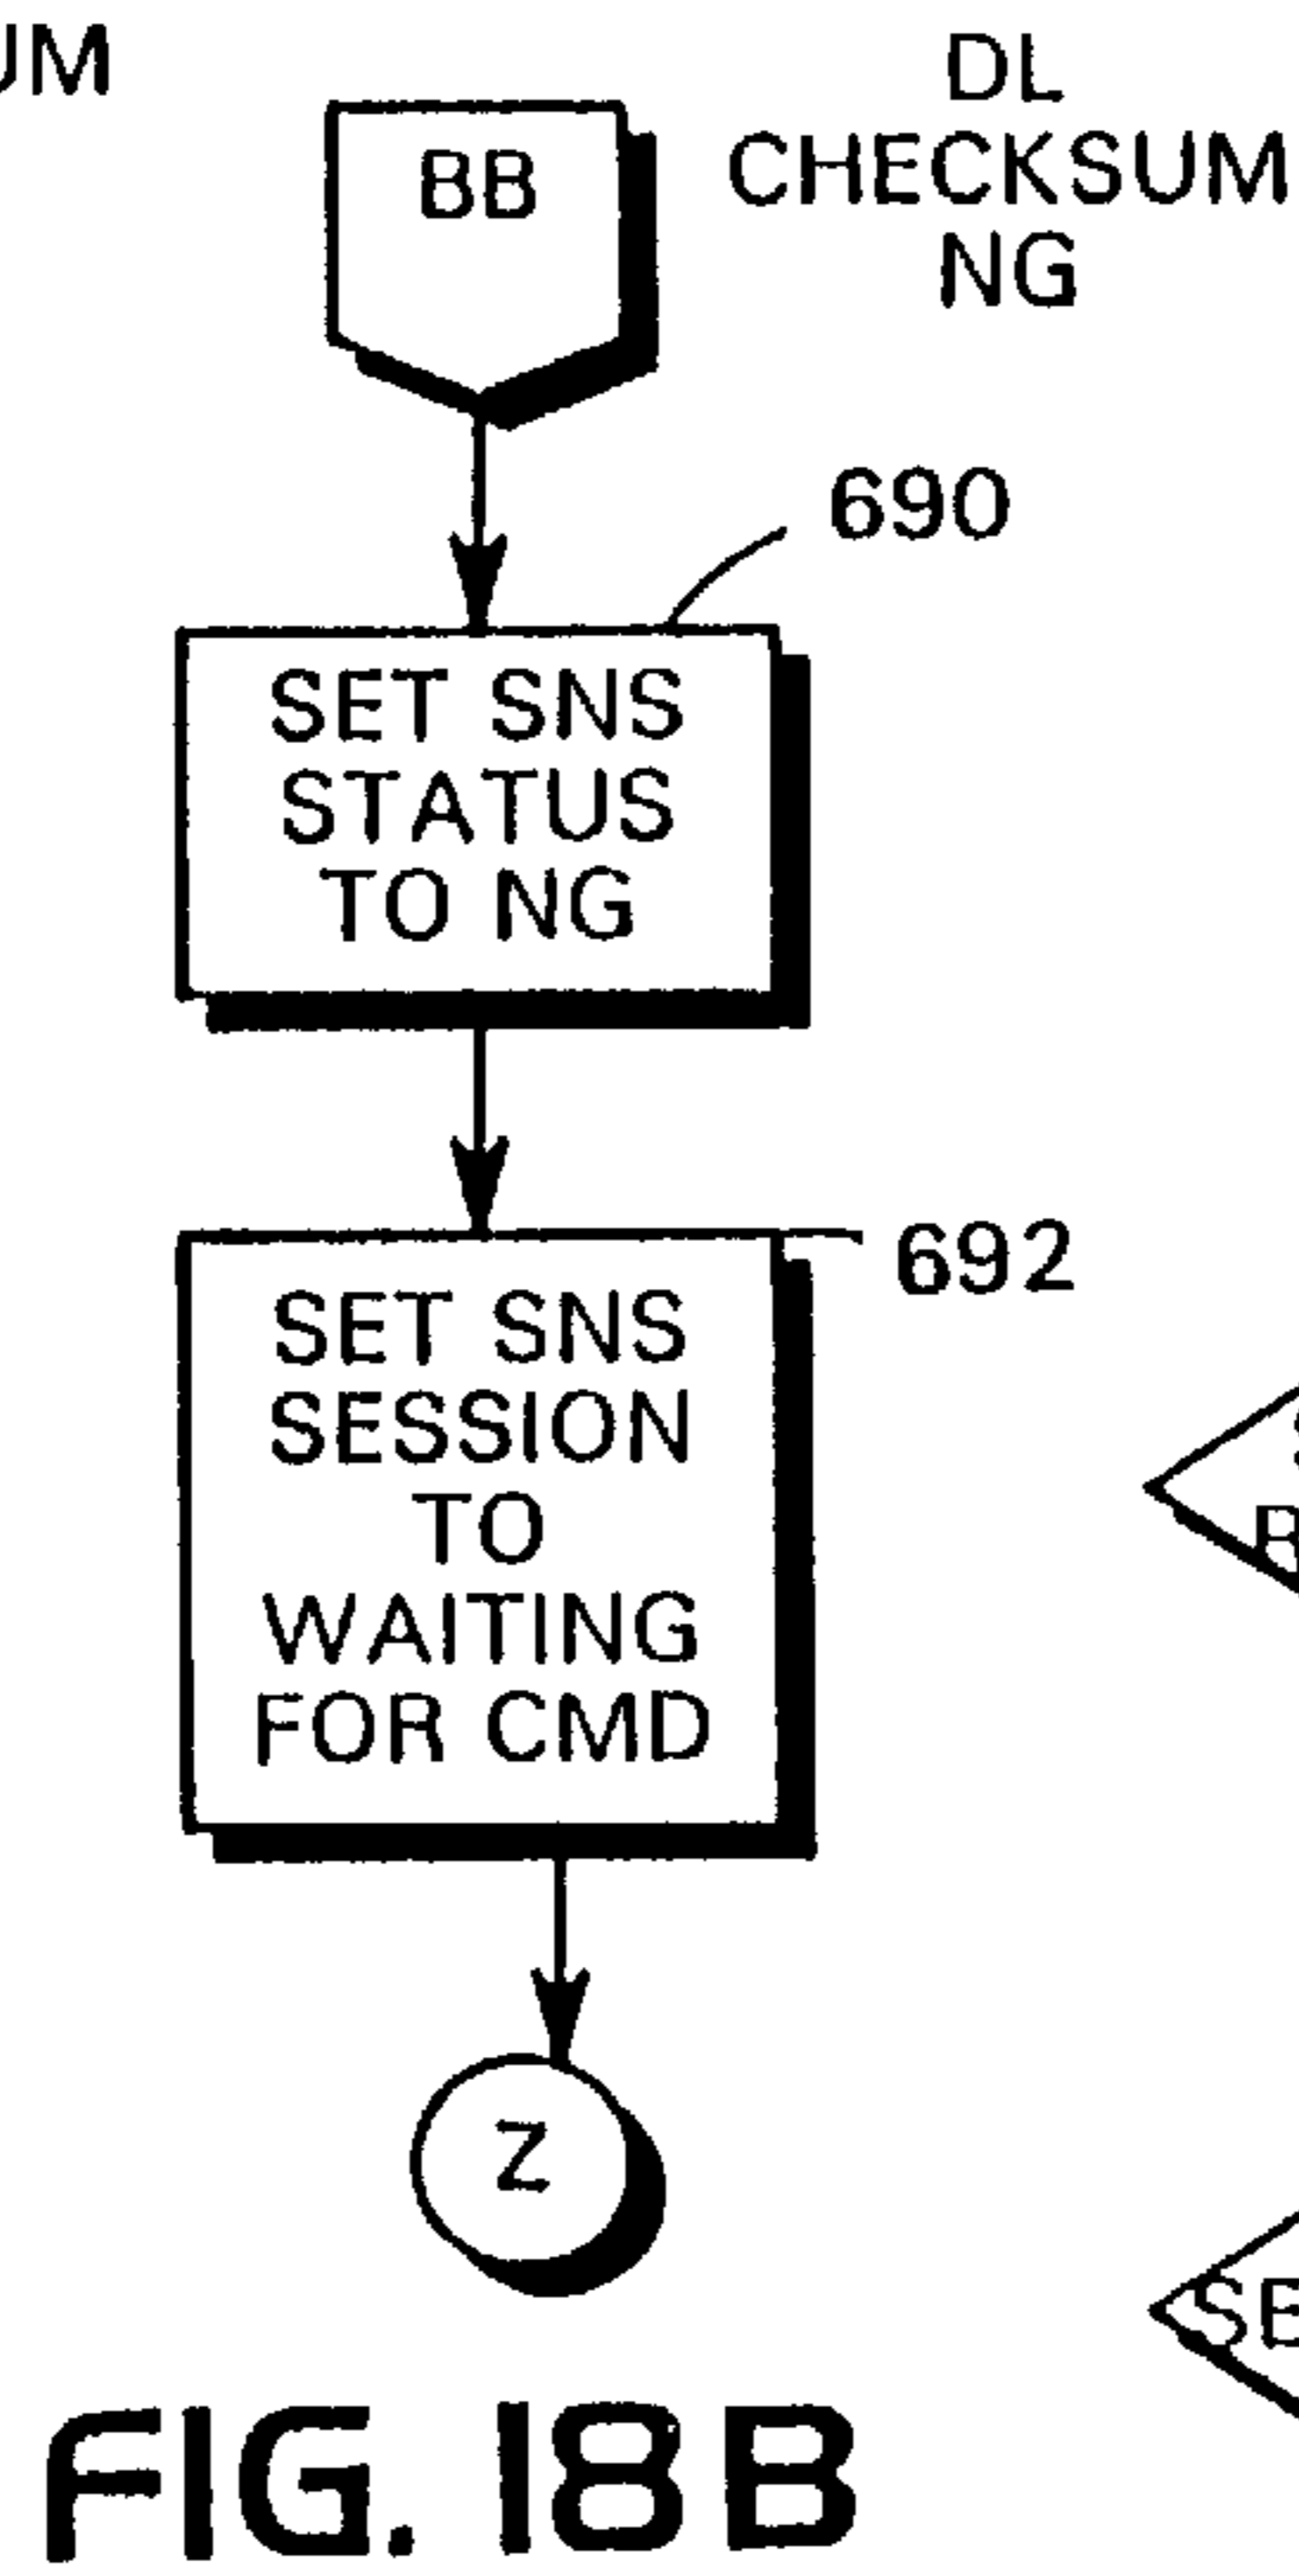 UM
BB
DL
CHECKSUM
NG
690
SET SNS
STATUS
TO NG
692
SET SNS
SESSION
TO
WAITING
FOR CMD
Z
FIG. 18B